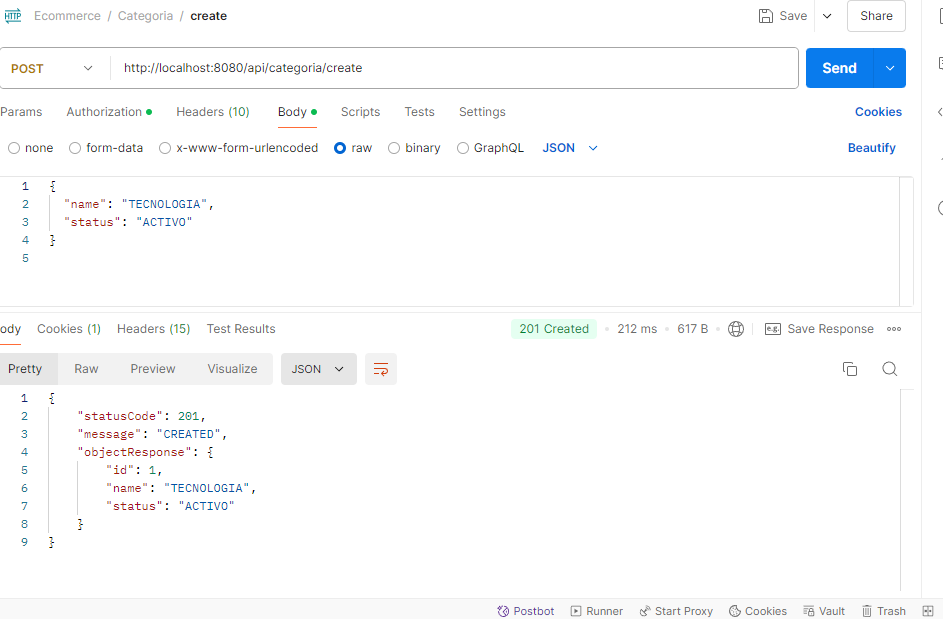 HTTP Ecommerce / Categoria / create Save Share
POST http://localhost:8080/api/categoria/create Send
Params Authorization Headers (10) Body Scripts Tests Settings Cookies
none form-data x-www-form-urlencoded raw binary GraphQL JSON Beautify
1 {
2 "name": "TECNOLOGIA",
3 "status": "ACTIVO"
4 }
5
ody Cookies (1) Headers (15) Test Results 201 Created • 212 ms • 617 B e.g. Save Response
Pretty Raw Preview Visualize JSON
1 {
2 "statusCode": 201,
3 "message": "CREATED",
4 "objectResponse": {
5 "id": 1,
6 "name": "TECNOLOGIA",
7 "status": "ACTIVO"
8 }
9 }
Postbot Runner Start Proxy Cookies Vault Trash